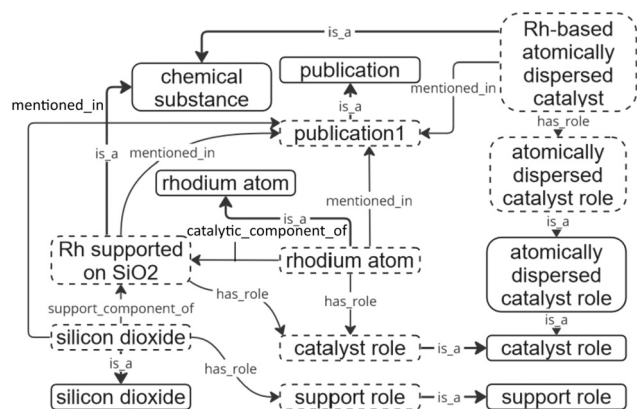 is_a
Rh-based
atomically
dispersed
catalyst
publication
chemical
substance
mentioned_in
mentioned_in
is_a
publication1
has_role
is_a
mentioned_in
atomically
dispersed
catalyst role
rhodium atom
mentioned_in
is_a
catalytic_component_of
is_a
Rh supported
on SiO2
rhodium atom
atomically
dispersed
catalyst role
support_component_of
has_role
has_role
is_a
silicon dioxide
catalyst role
is_a
catalyst role
is_a
has_role
silicon dioxide
support role
is_a
support role